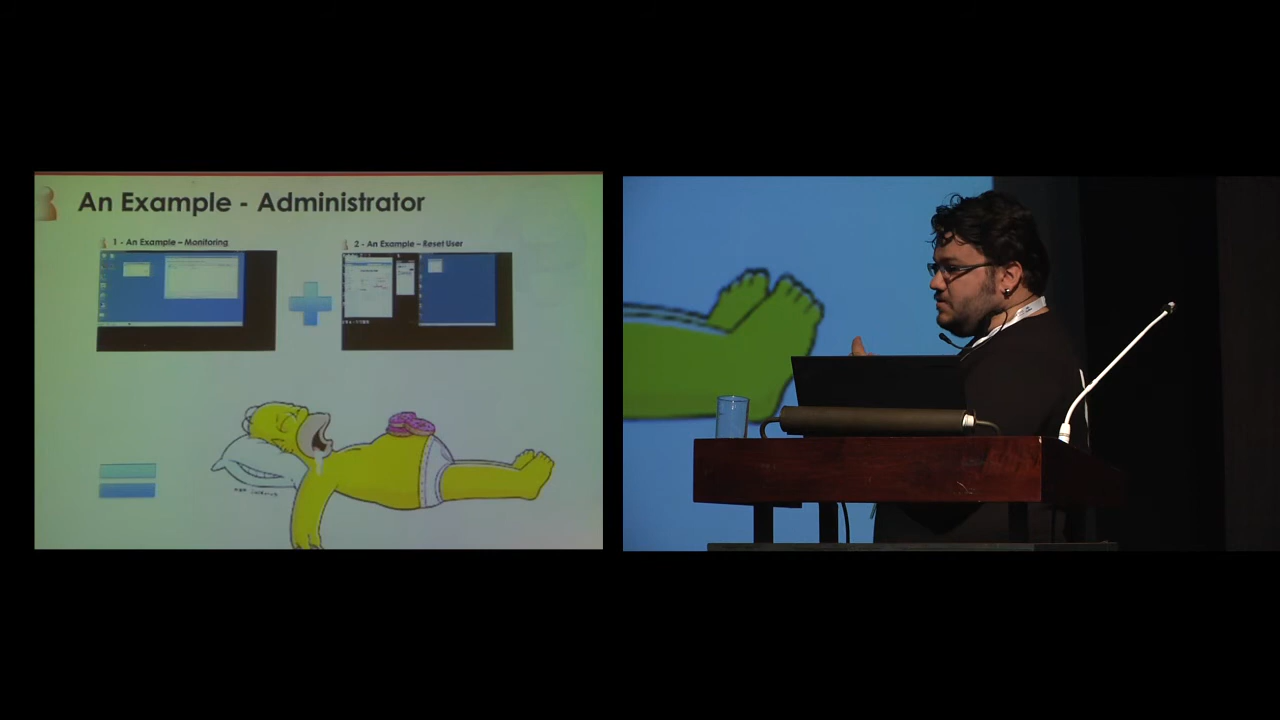 An Example - Administrator
1 - An Example – Monitoring
2 - An Example – Reset User